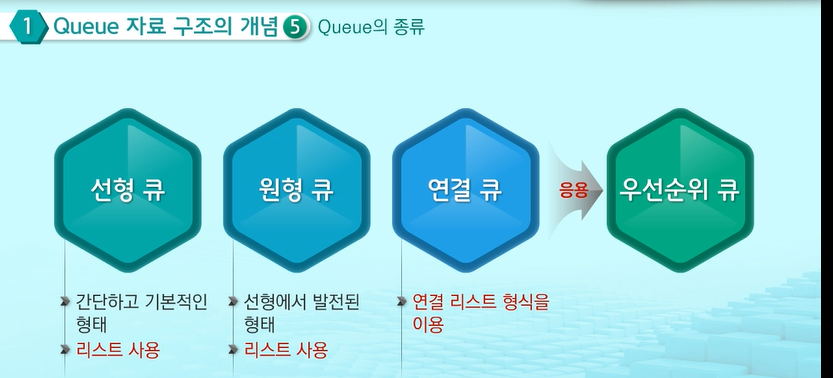 1 Queue 자료 구조의 개념 5 Queue의 종류
선형 큐
원형 큐
연결 큐
응용
우선순위 큐
간단하고 기본적인
형태
리스트 사용
선형에서 발전된
형태
리스트 사용
연결 리스트 형식을
이용